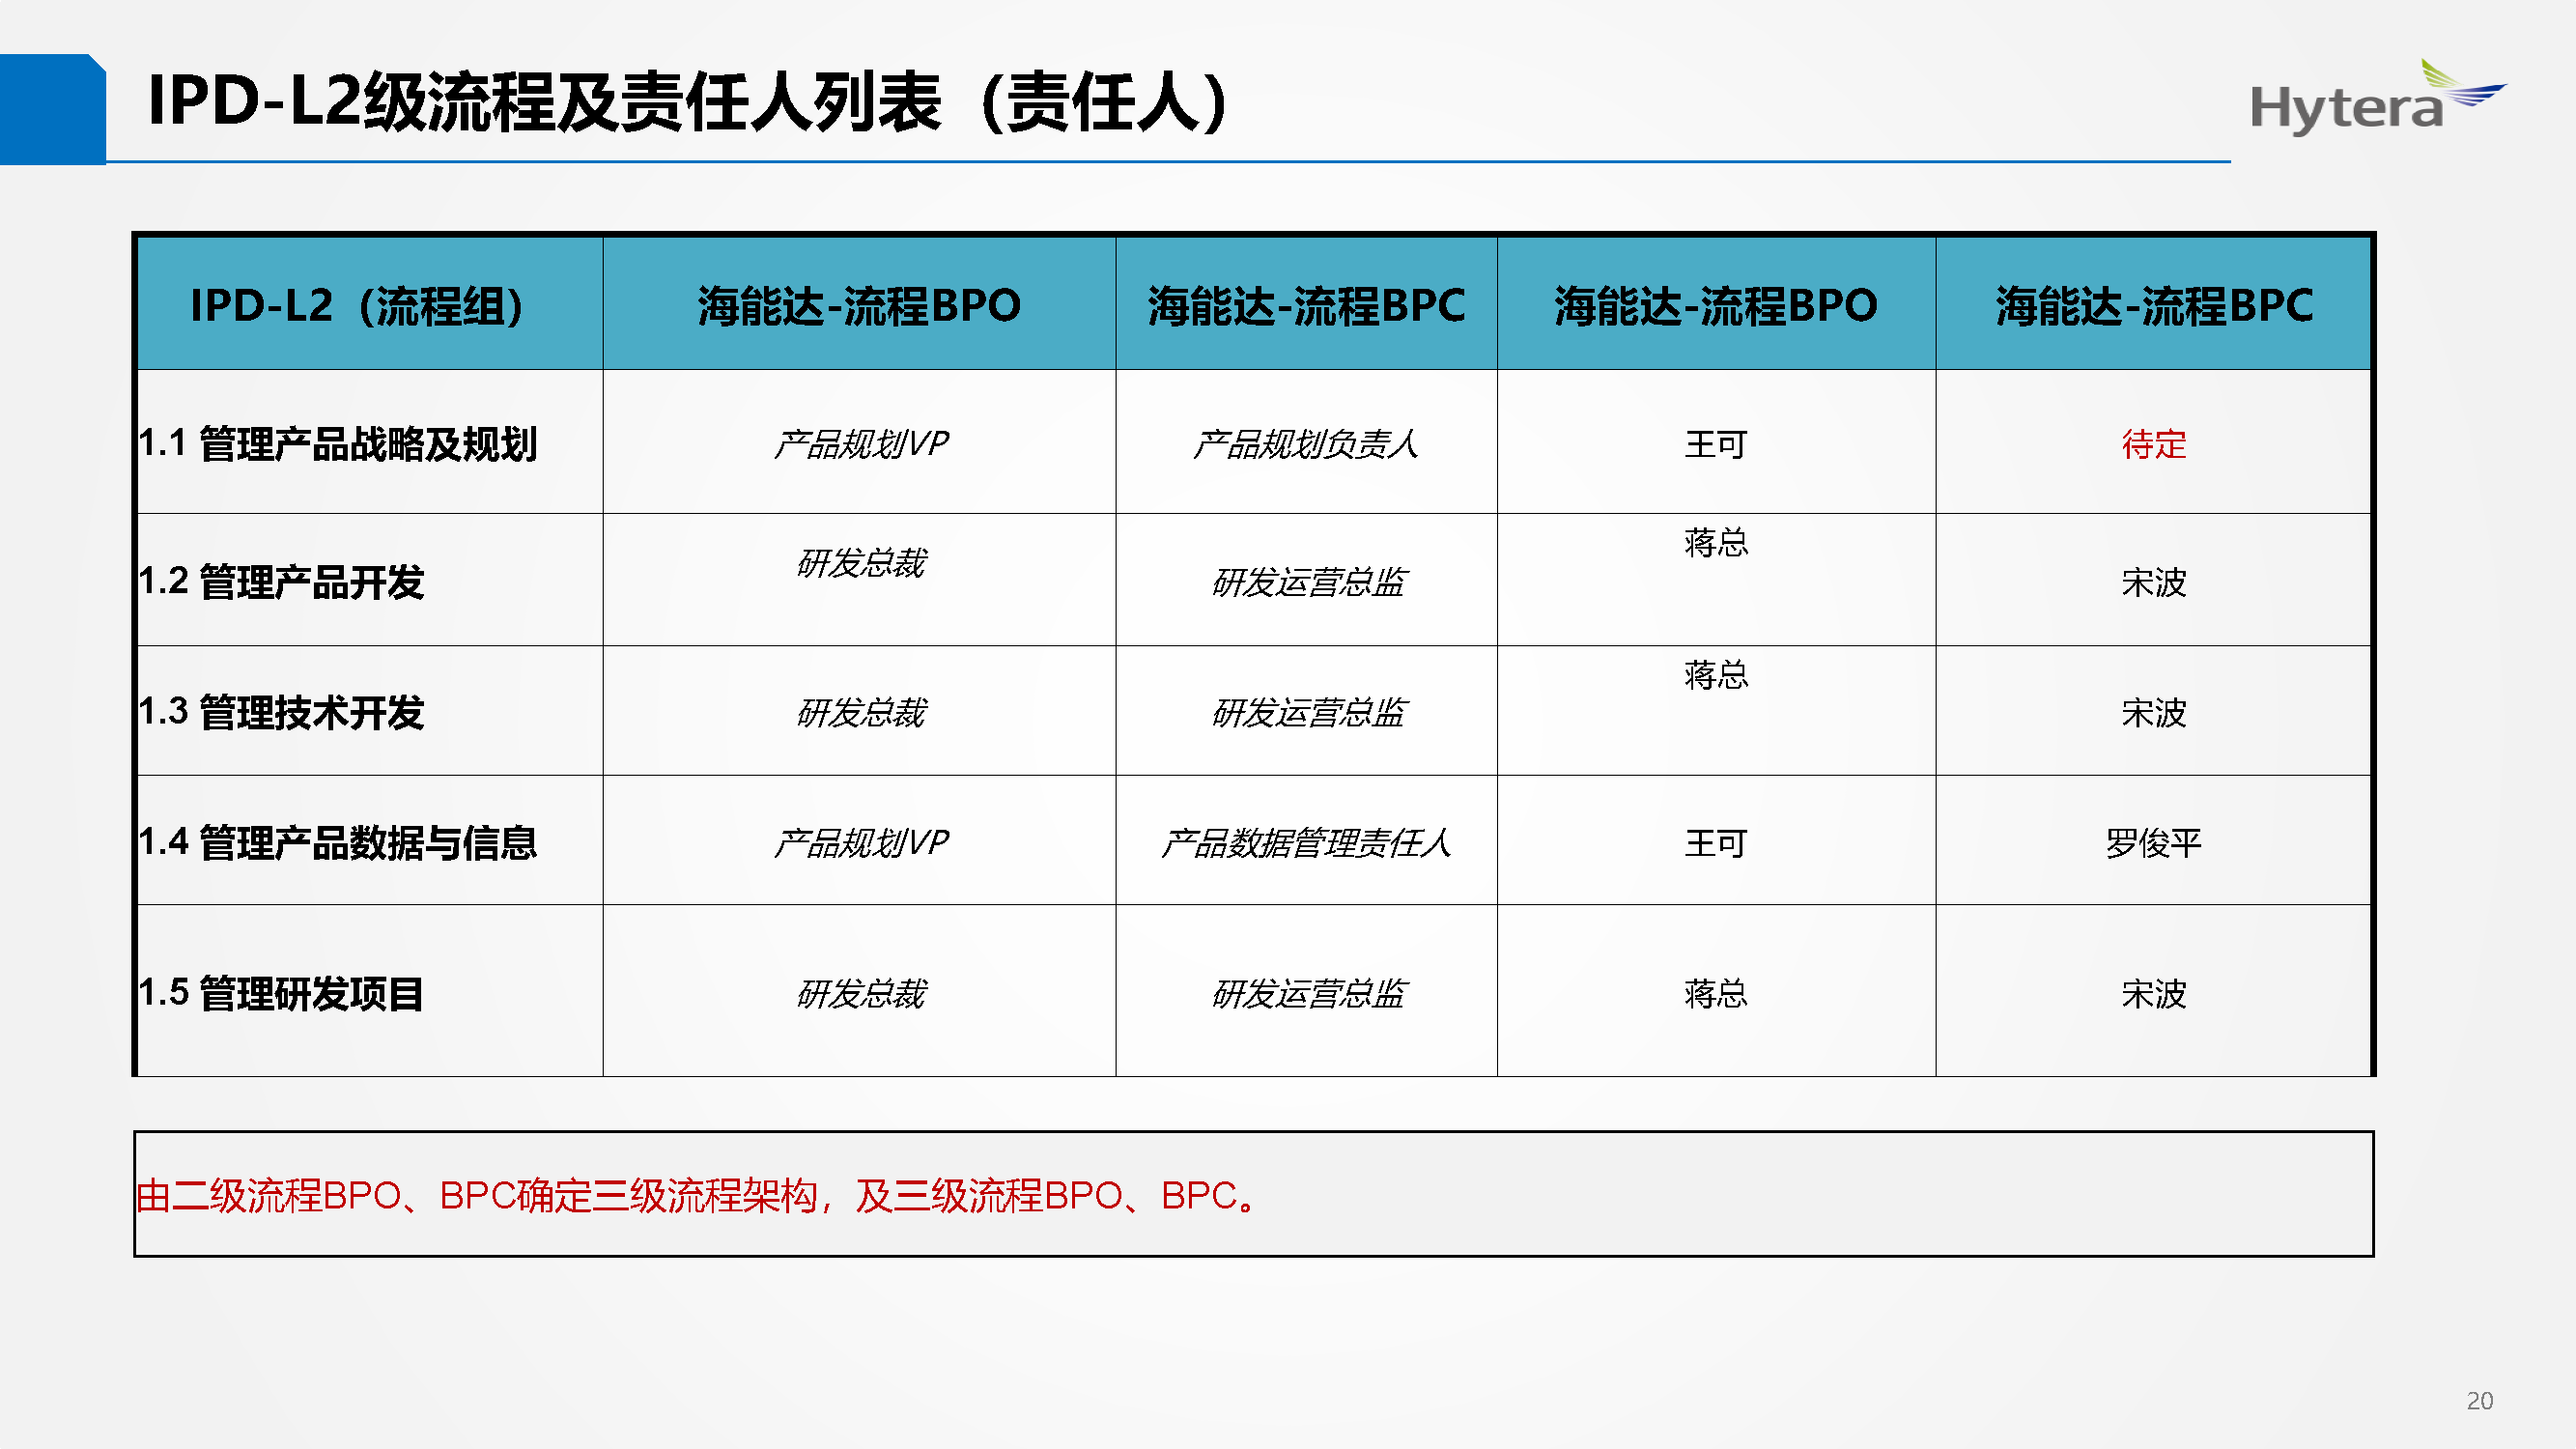 IPD-L2级流程及责任人列表（责任人）
Hytera
IPD-L2（流程组） 海能达-流程BPO 海能达-流程BPC 海能达-流程BPO 海能达-流程BPC
1.1 管理产品战略及规划 产品规划VP 产品规划负责人 王可 待定
1.2 管理产品开发 研发总裁 研发运营总监 蒋总 宋波
1.3 管理技术开发 研发总裁 研发运营总监 蒋总 宋波
1.4 管理产品数据与信息 产品规划VP 产品数据管理责任人 王可 罗俊平
1.5 管理研发项目 研发总裁 研发运营总监 蒋总 宋波
由二级流程BPO、BPC确定三级流程架构，及三级流程BPO、BPC。
20